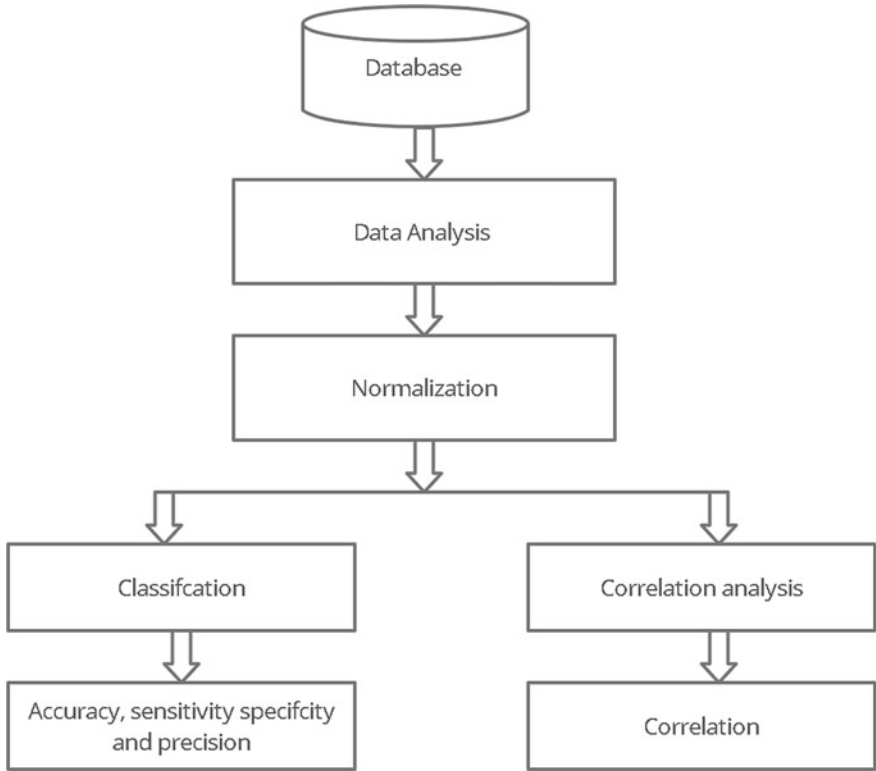 Database
Data Analysis
Normalization
Classifcation
Correlation analysis
Accuracy, sensitivity specifcity
and precision
Correlation